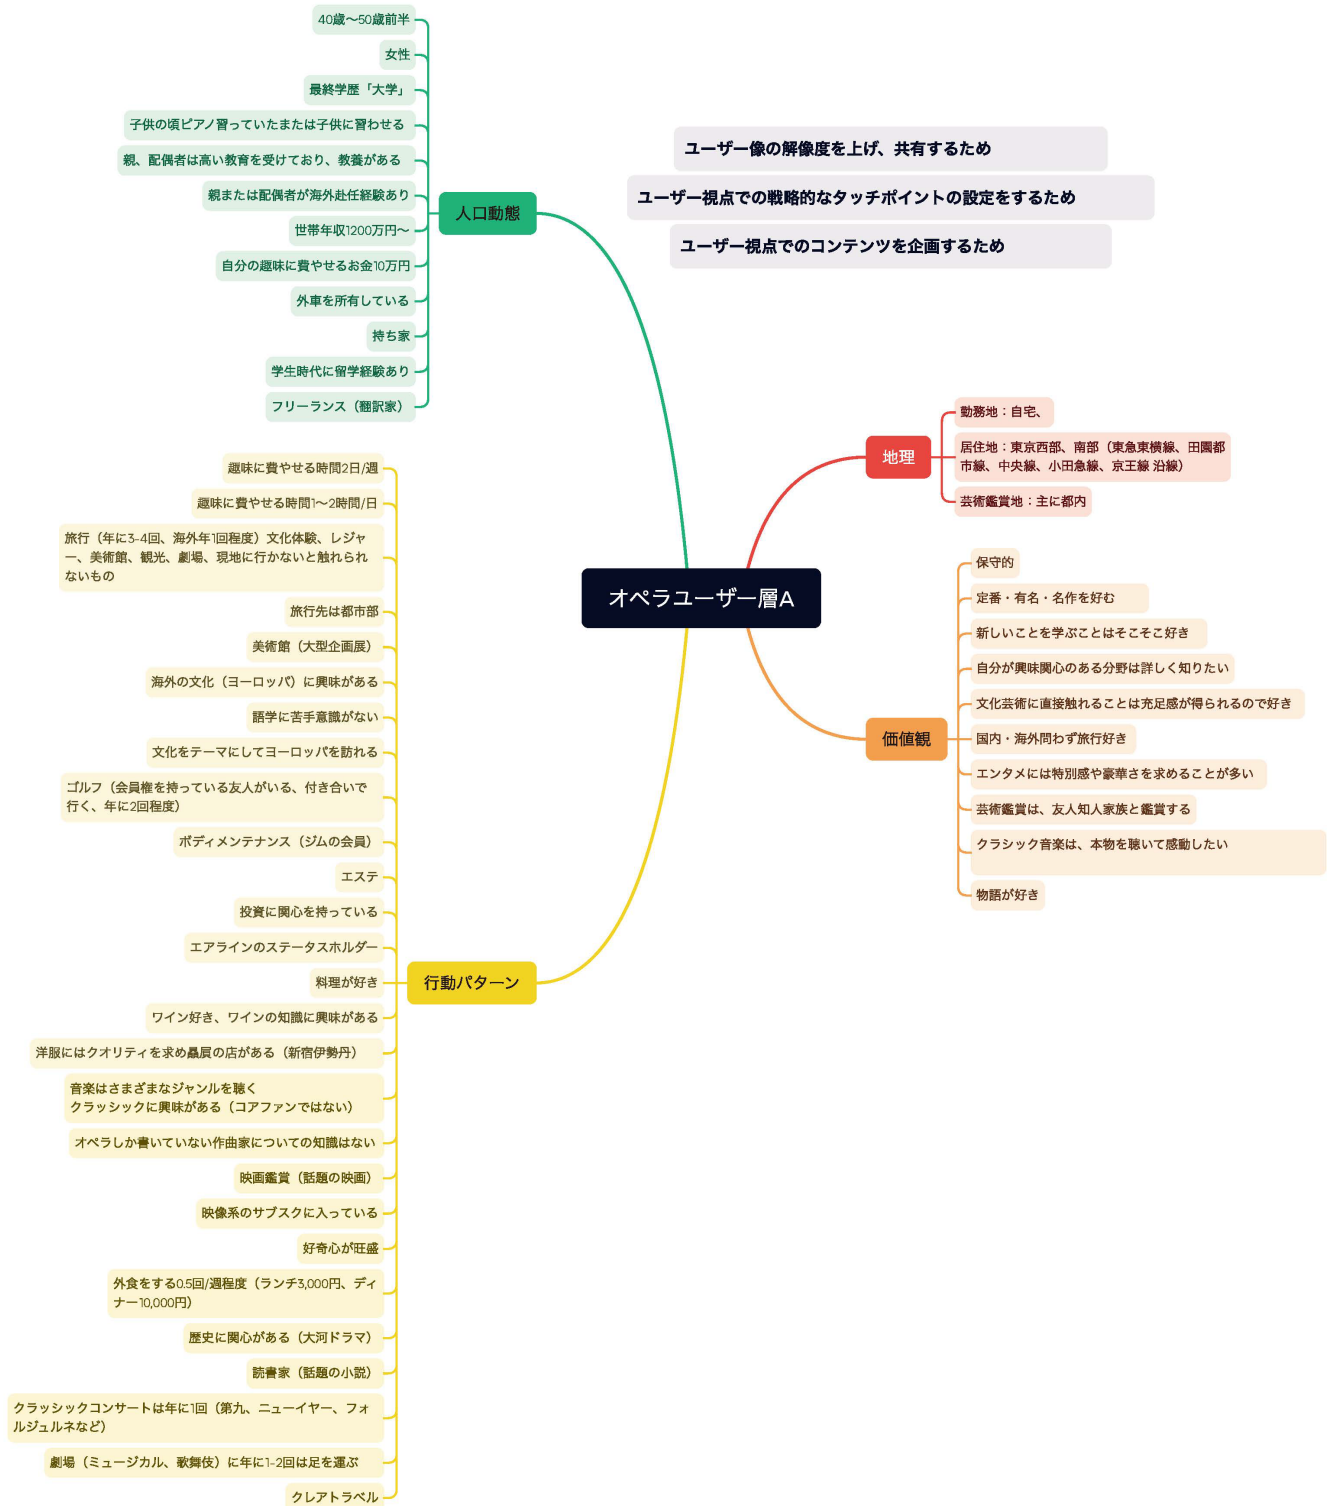 40歳〜50歳前半
女性
最終学歴「大学」
子供の頃ピアノ習っていたまたは子供に習わせる
親、配偶者は高い教育を受けており、教養がある
親または配偶者が海外赴任経験あり
世帯年収1200万円〜
自分の趣味に費やせるお金10万円
外車を所有している
持ち家
学生時代に留学経験あり
フリーランス（翻訳家）
人口動態
ユーザー像の解像度を上げ、共有するため
ユーザー視点での戦略的なタッチポイントの設定をするため
ユーザー視点でのコンテンツを企画するため
地理
勤務地：自宅、
居住地：東京西部、南部（東急東横線、田園都
市線、中央線、小田急線、京王線 沿線）
芸術鑑賞地：主に都内
オペラユーザー層A
価値観
保守的
定番・有名・名作を好む
新しいことを学ぶことはそこそこ好き
自分が興味関心のある分野は詳しく知りたい
文化芸術に直接触れることは充足感が得られるので好き
国内・海外問わず旅行好き
エンタメには特別感や豪華さを求めることが多い
芸術鑑賞は、友人知人家族と鑑賞する
クラシック音楽は、本物を聴いて感動したい
物語が好き
行動パターン
趣味に費やせる時間2日/週
趣味に費やせる時間1〜2時間/日
旅行（年に3-4回、海外年1回程度）文化体験、レジャ
ー、美術館、観光、劇場、現地に行かないと触れられ
ないもの
旅行先は都市部
美術館（大型企画展）
海外の文化（ヨーロッパ）に興味がある
語学に苦手意識がない
文化をテーマにしてヨーロッパを訪れる
ゴルフ（会員権を持っている友人がいる、付き合いで
行く、年に2回程度）
ボディメンテナンス（ジムの会員）
エステ
投資に関心を持っている
エアラインのステータスホルダー
料理が好き
ワイン好き、ワインの知識に興味がある
洋服にはクオリティを求め贔屓の店がある（新宿伊勢丹）
音楽はさまざまなジャンルを聴く
クラッシックに興味がある（コアファンではない）
オペラしか書いていない作曲家についての知識はない
映画鑑賞（話題の映画）
映像系のサブスクに入っている
好奇心が旺盛
外食をする0.5回/週程度（ランチ3,000円、ディ
ナー10,000円）
歴史に関心がある（大河ドラマ）
読書家（話題の小説）
クラッシックコンサートは年に1回（第九、ニューイヤー、フォ
ルジュルネなど）
劇場（ミュージカル、歌舞伎）に年に1-2回は足を運ぶ
クレアトラベル